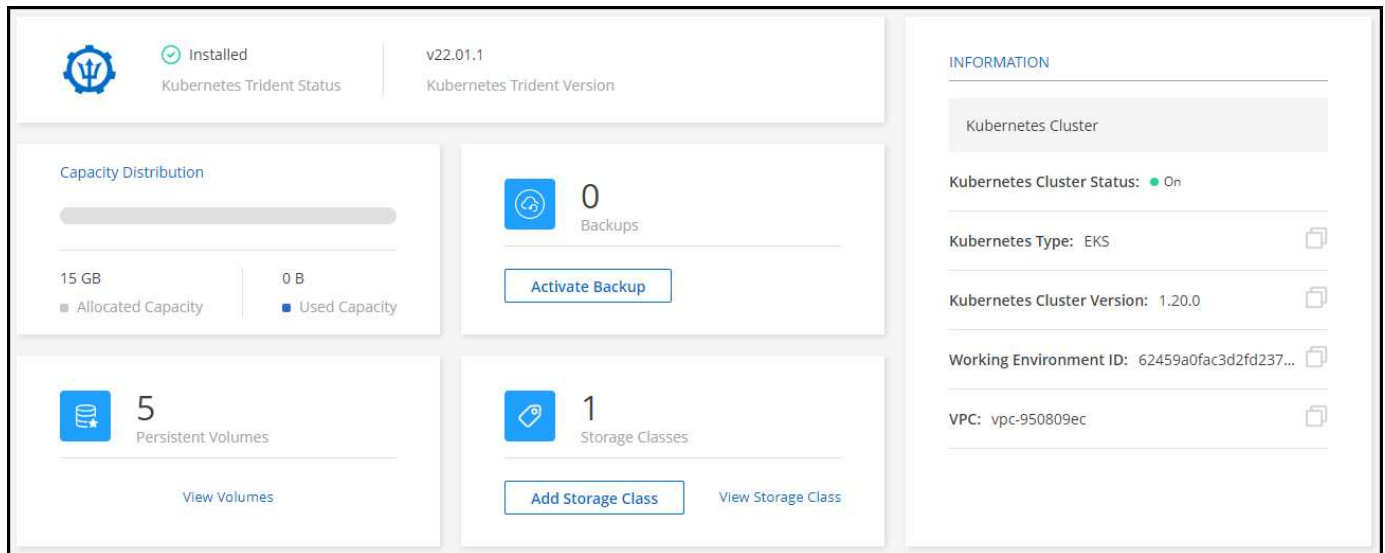 Installed
Kubernetes Trident Status
v22.01.1
Kubernetes Trident Version
Capacity Distribution
15 GB
Allocated Capacity
0 B
Used Capacity
0
Backups
Activate Backup
5
Persistent Volumes
View Volumes
1
Storage Classes
Add Storage Class
View Storage Class
INFORMATION
Kubernetes Cluster
Kubernetes Cluster Status: On
Kubernetes Type: EKS
Kubernetes Cluster Version: 1.20.0
Working Environment ID: 62459a0fac3d2fd237...
VPC: vpc-950809ec